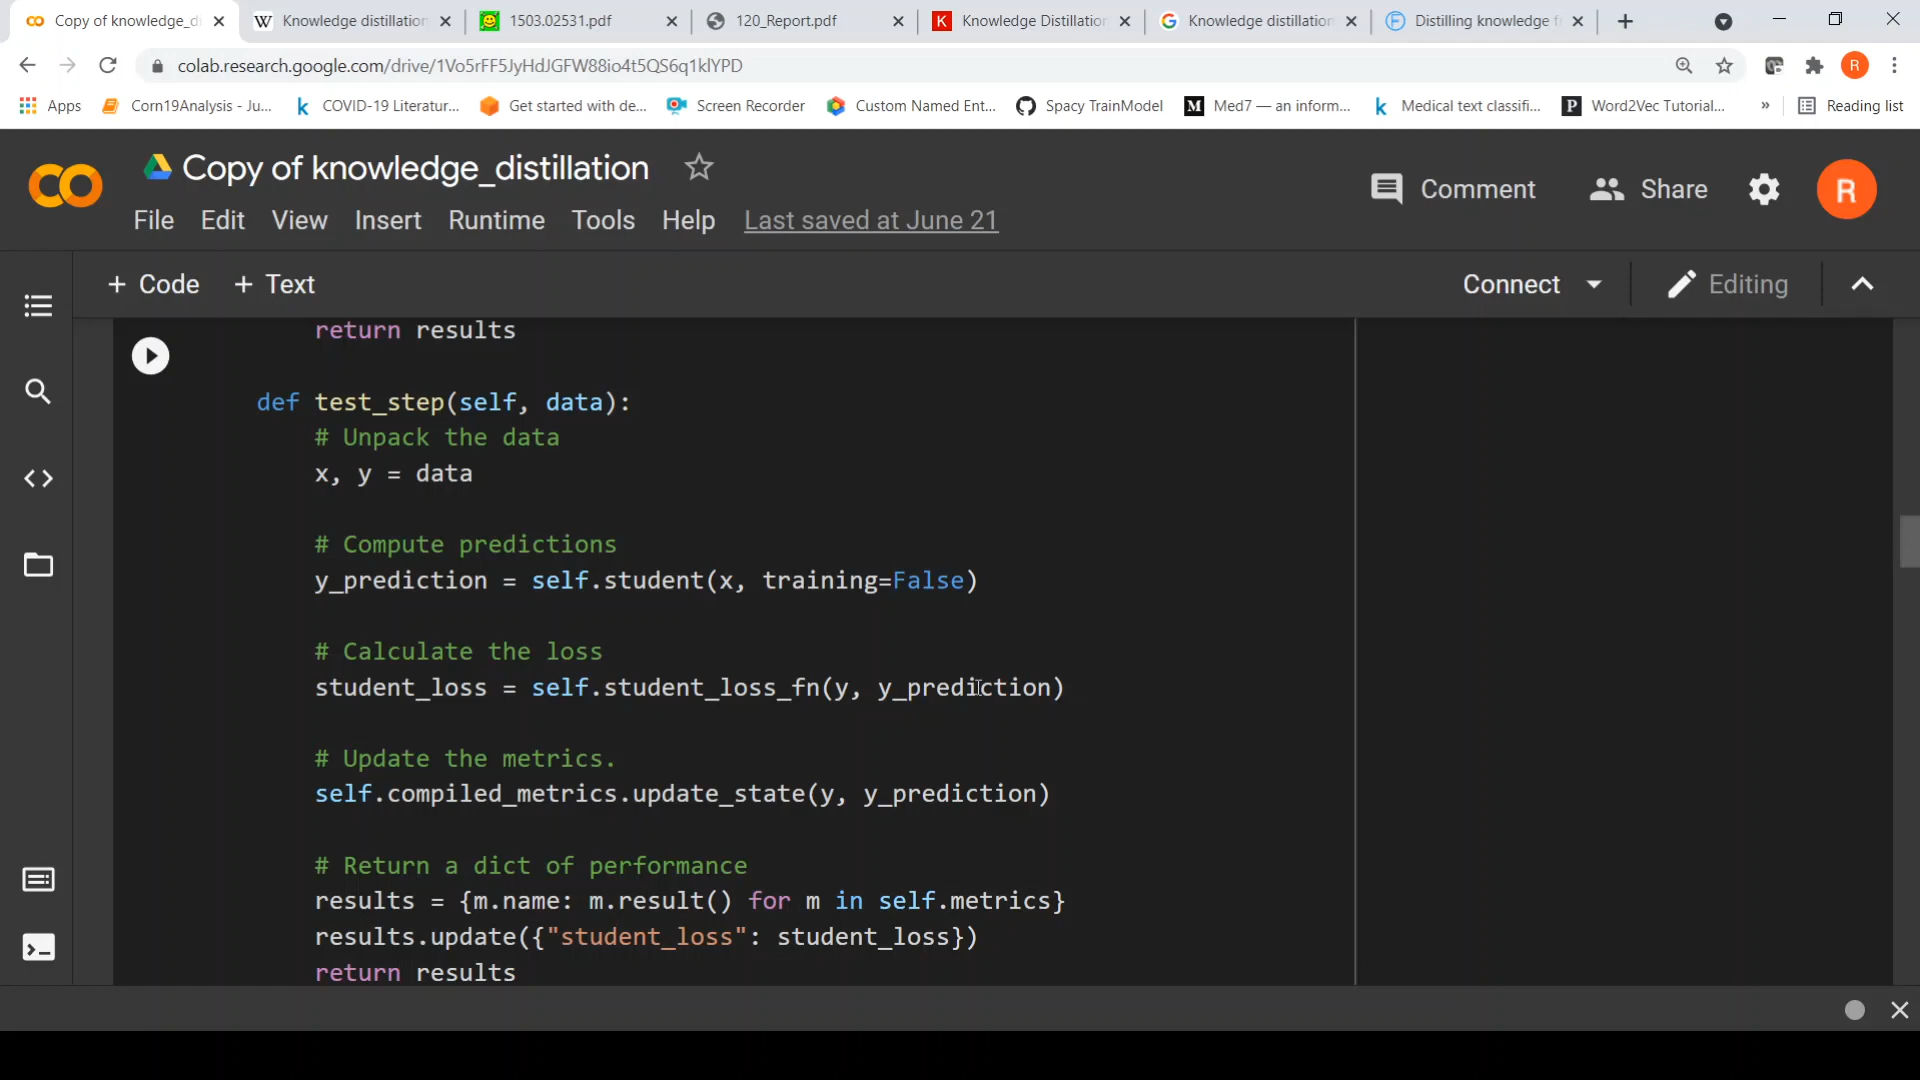 Copy of knowledge_di
Knowledge distillation
1503.02531.pdf
120_Report.pdf
Knowledge Distillation
Knowledge distillation
Distilling knowledge f
colab.research.google.com/drive/1Vo5rFF5JyHdJGFW88io4t5QS6q1klYPD
R
Apps
Corn19Analysis - Ju...
COVID-19 Literatur...
Get started with de...
Screen Recorder
Custom Named Ent...
Spacy TrainModel
Med7 — an inform...
Medical text classifi...
Word2Vec Tutorial...
»
Reading list
Copy of knowledge_distillation
Comment
Share
R
File Edit View Insert Runtime Tools Help Last saved at June 21
+ Code + Text
Connect
Editing
return results
def test_step(self, data):
# Unpack the data
x, y = data
# Compute predictions
y_prediction = self.student(x, training=False)
# Calculate the loss
student_loss = self.student_loss_fn(y, y_prediction)
# Update the metrics.
self.compiled_metrics.update_state(y, y_prediction)
# Return a dict of performance
results = {m.name: m.result() for m in self.metrics}
results.update({"student_loss": student_loss})
return results